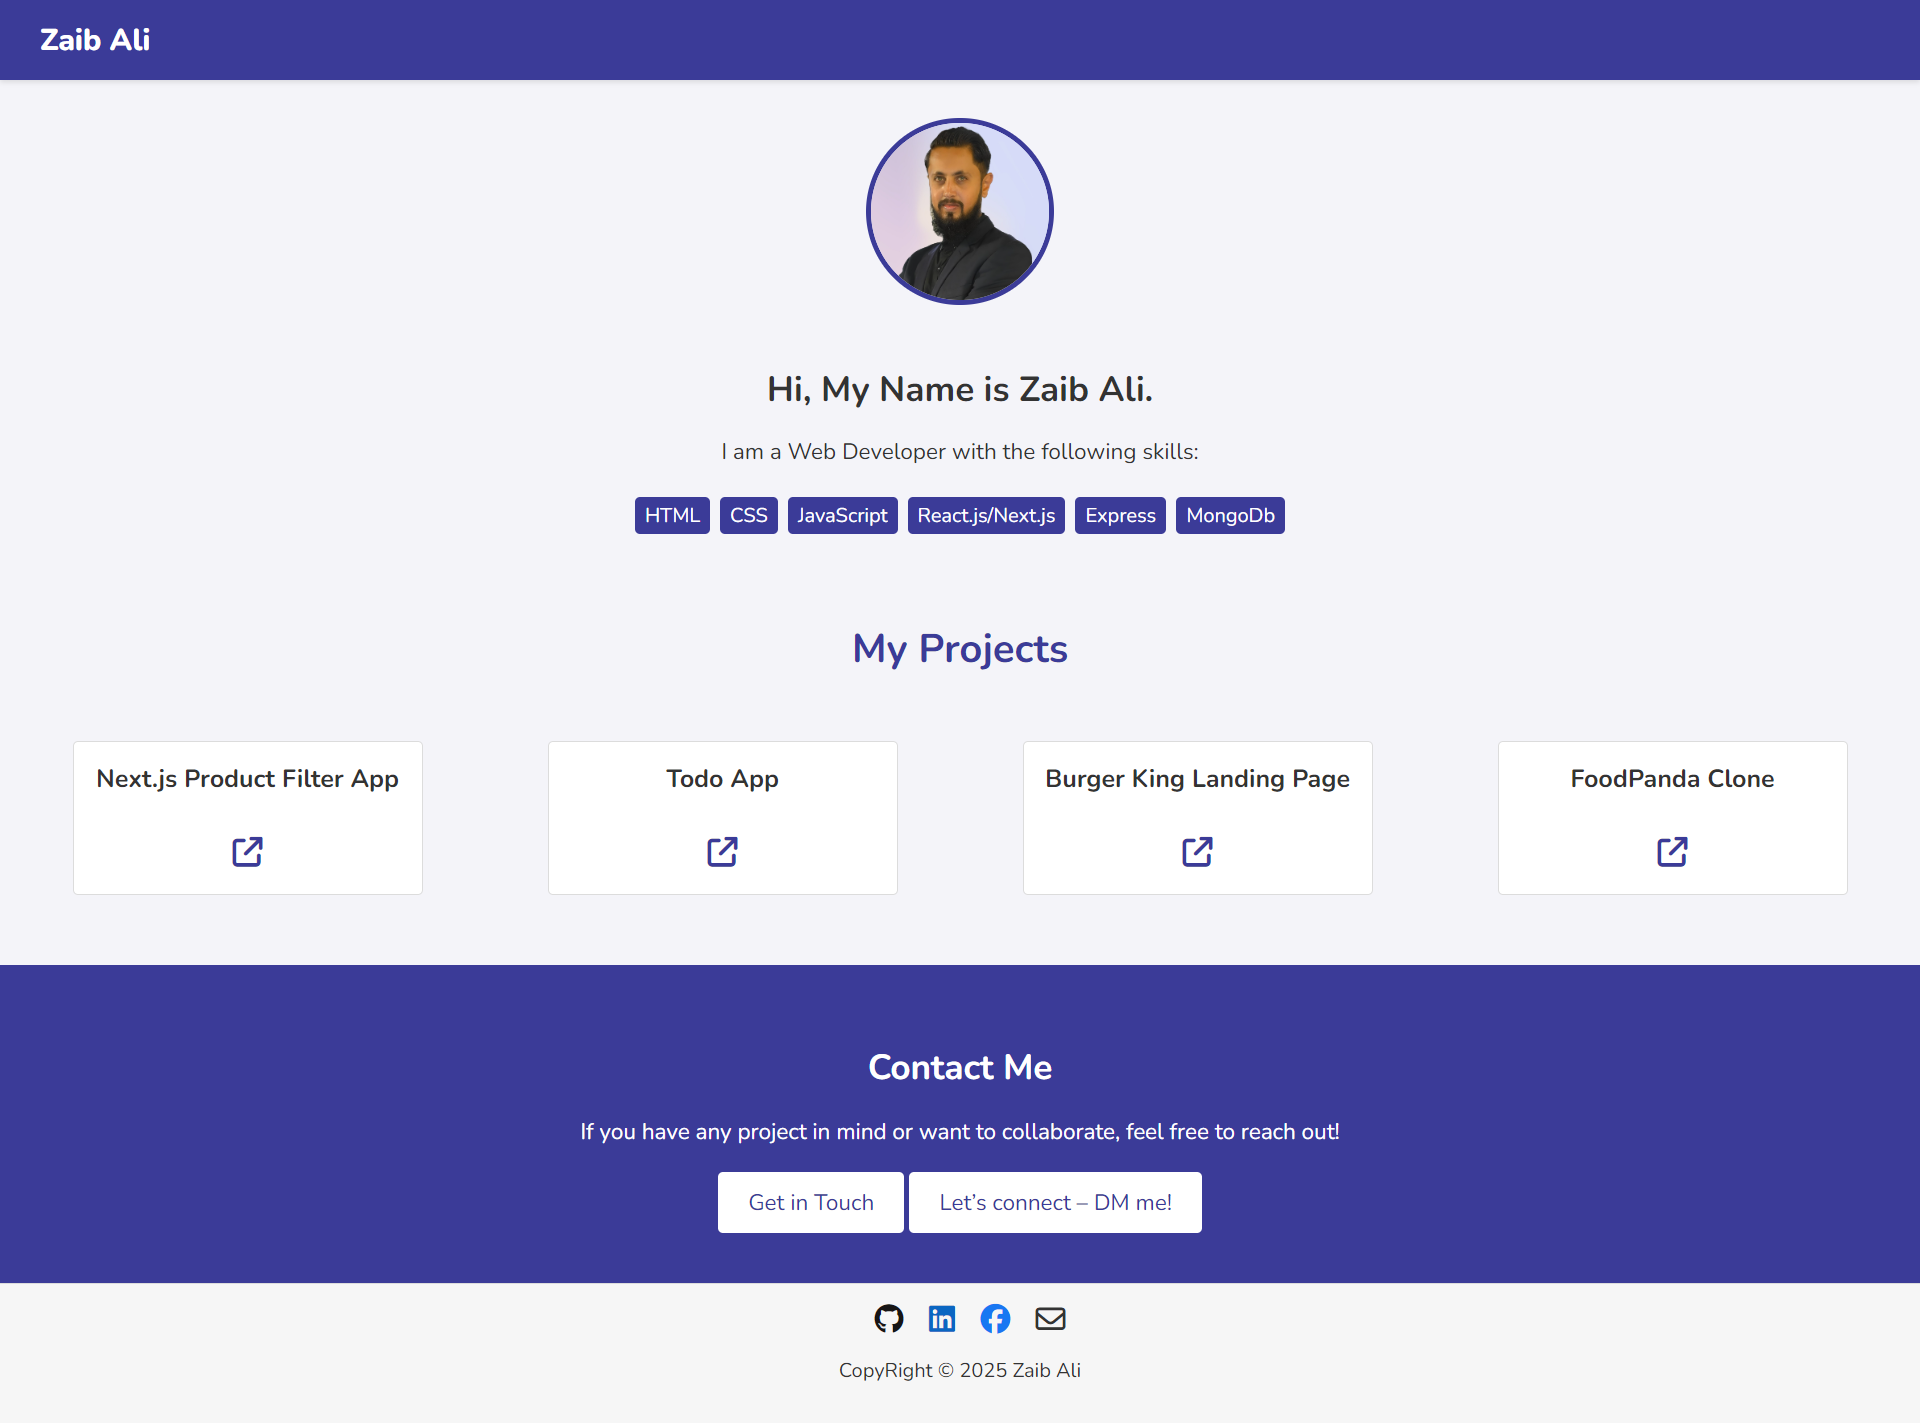 Zaib Ali
Hi, My Name is Zaib Ali.
I am a Web Developer with the following skills:
HTML CSS JavaScript React.js/Next.js Express MongoDb
My Projects
Next.js Product Filter App
Todo App
Burger King Landing Page
FoodPanda Clone
Contact Me
If you have any project in mind or want to collaborate, feel free to reach out!
Get in Touch Let’s connect – DM me!
CopyRight © 2025 Zaib Ali